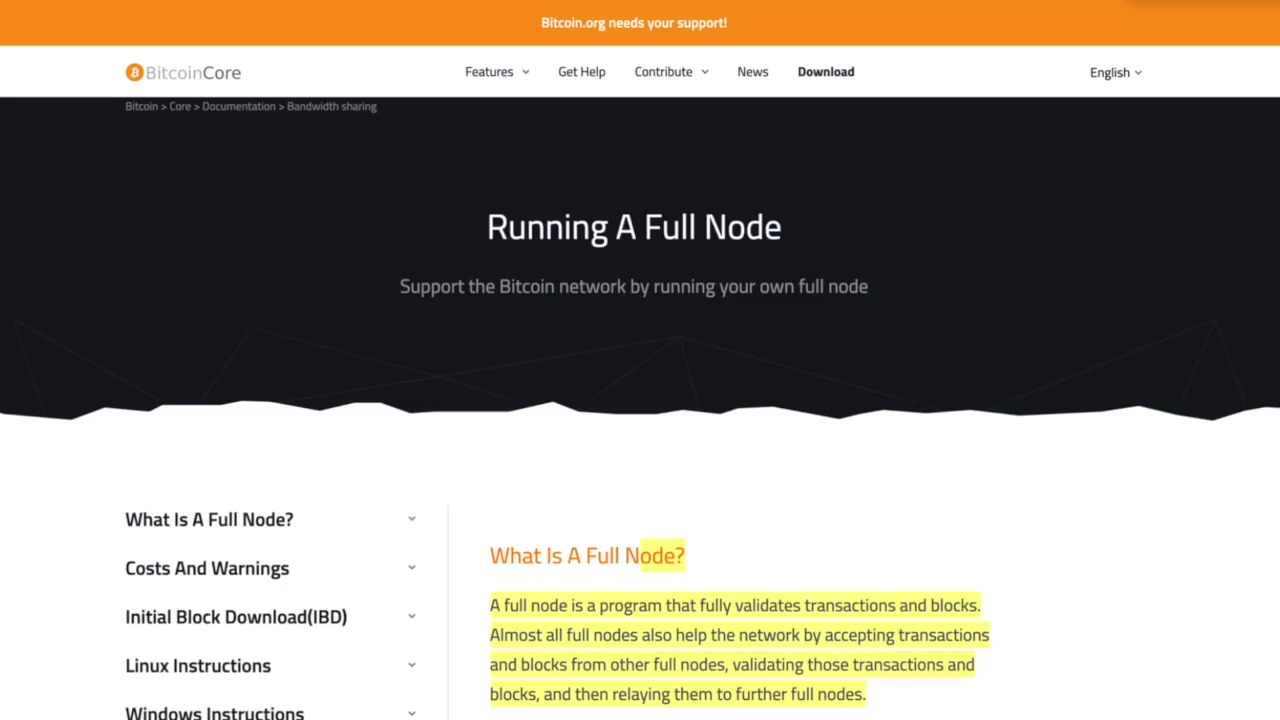 Bitcoin.org needs your support!
BitcoinCore Features Get Help Contribute News Download English
Bitcoin > Core > Documentation > Bandwidth sharing
Running A Full Node
Support the Bitcoin network by running your own full node
What Is A Full Node?
Costs And Warnings
Initial Block Download(IBD)
Linux Instructions
Windows Instructions
What Is A Full Node?
A full node is a program that fully validates transactions and blocks.
Almost all full nodes also help the network by accepting transactions
and blocks from other full nodes, validating those transactions and
blocks, and then relaying them to further full nodes.